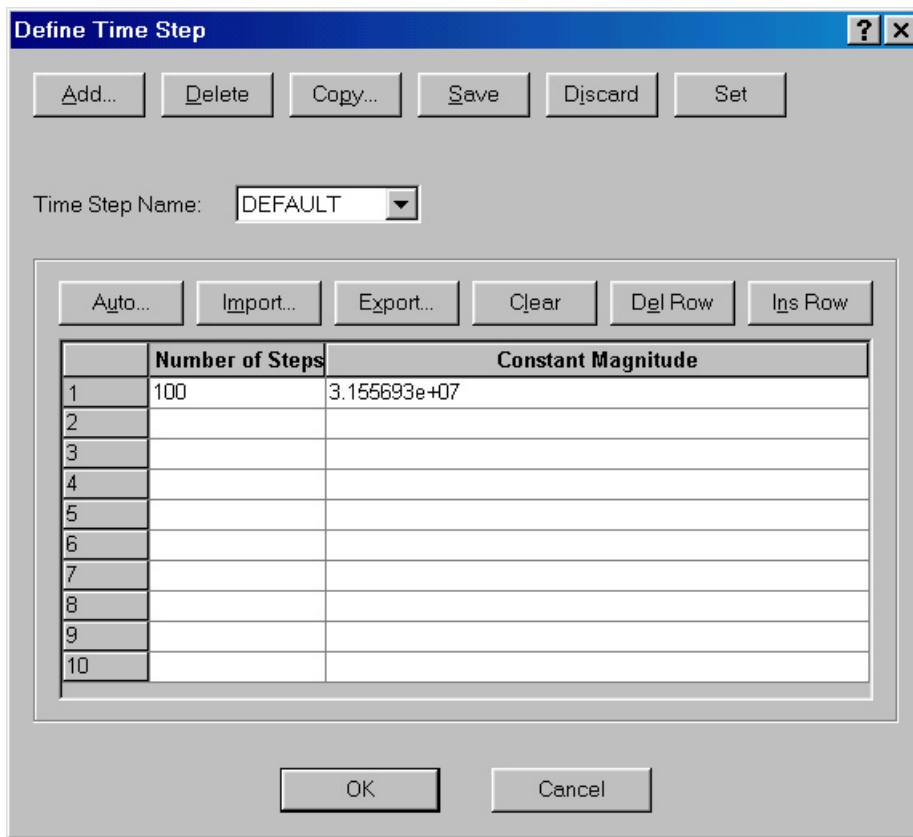 Define Time Step
Add... Delete Copy... Save Discard Set
Time Step Name: DEFAULT
Auto... Import... Export... Clear Del Row Ins Row
Number of Steps Constant Magnitude
1 100 3.155693e+07
2
3
4
5
6
7
8
9
10
OK Cancel